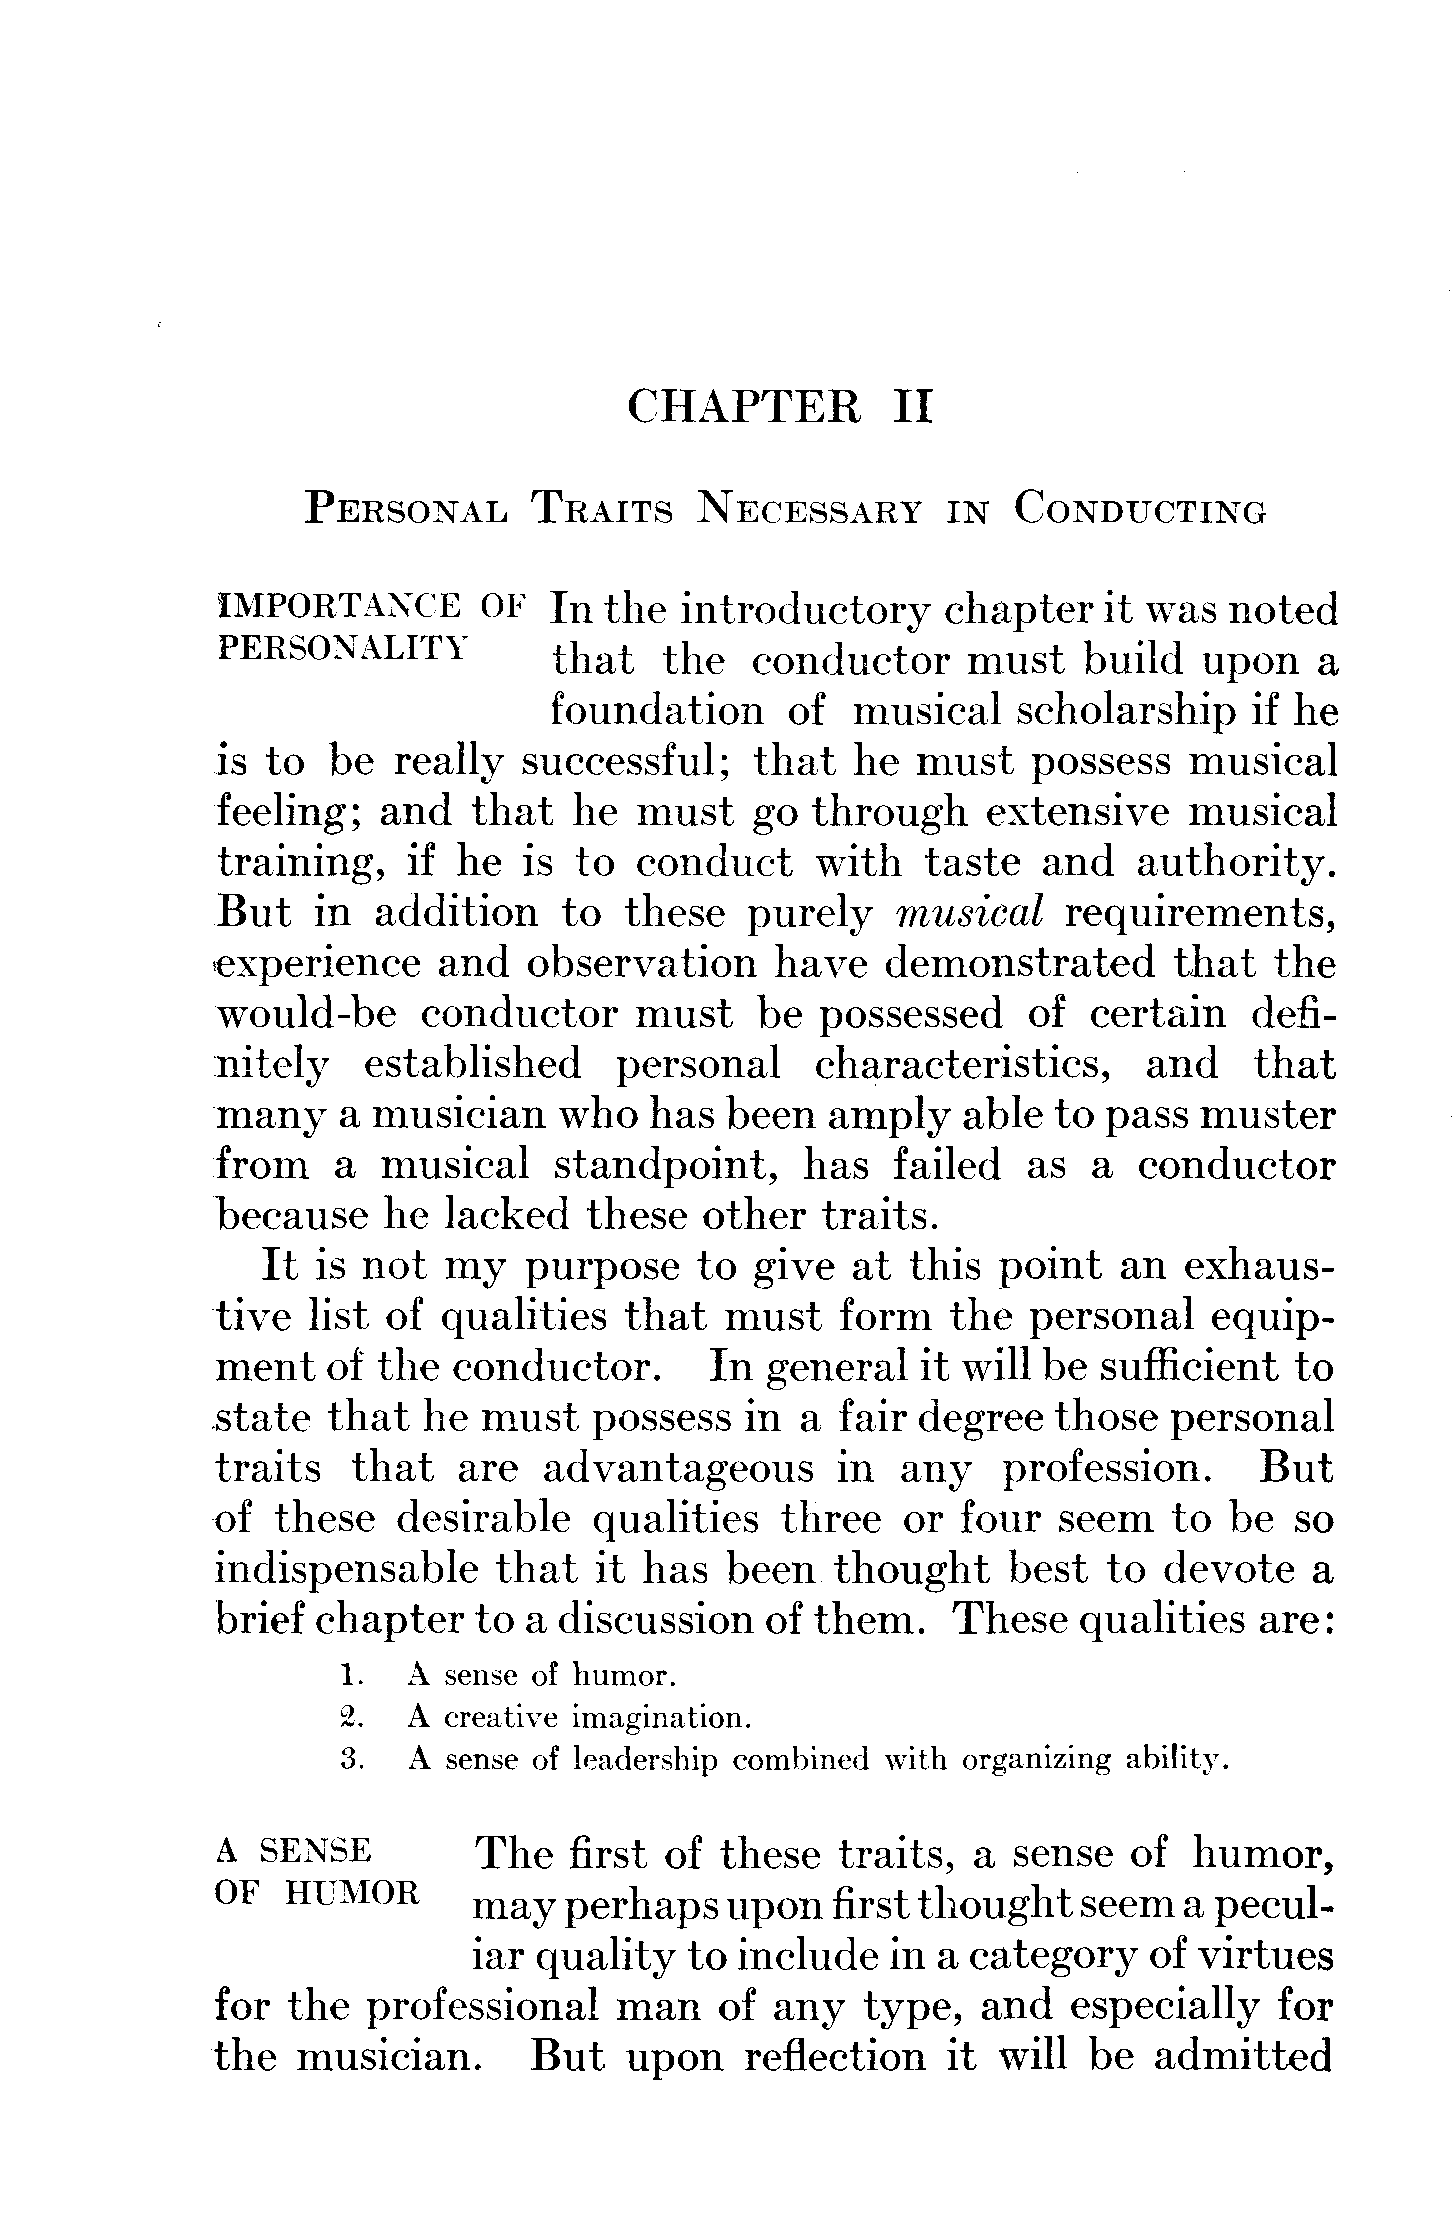 CHAPTER II
PERSONAL TRAITS NECESSARY IN CONDUCTING
IMPORTANCE OF
PERSONALITY
In the introductory chapter it was noted
that the conductor must build upon a
foundation of musical scholarship if he
is to be really successful; that he must possess musical
feeling; and that he must go through extensive musical
training, if he is to conduct with taste and authority.
But in addition to these purely musical requirements,
experience and observation have demonstrated that the
would-be conductor must be possessed of certain defi-
nitely established personal characteristics, and that
many a musician who has been amply able to pass muster
from a musical standpoint, has failed as a conductor
because he lacked these other traits.
It is not my purpose to give at this point an exhaus-
tive list of qualities that must form the personal equip-
ment of the conductor. In general it will be sufficient to
state that he must possess in a fair degree those personal
traits that are advantageous in any profession. But
of these desirable qualities three or four seem to be so
indispensable that it has been thought best to devote a
brief chapter to a discussion of them. These qualities are:
1. A sense of humor.
2. A creative imagination.
3. A sense of leadership combined with organizing ability.
A SENSE
OF HUMOR
The first of these traits, a sense of humor,
may perhaps upon first thought seem a pecul-
iar quality to include in a category of virtues
for the professional man of any type, and especially for
the musician. But upon reflection it will be admitted